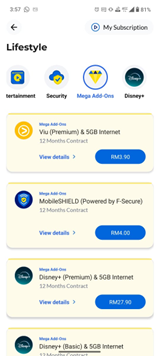 3:57
81%
My Subscription
Lifestyle
tertainment
Security
Mega Add-Ons
Disney+
Mega Add-Ons
Viu (Premium) & 5GB Internet
12 Months Contract
View details >
RM3.90
Mega Add-Ons
MobileSHIELD (Powered by F-Secure)
12 Months Contract
View details >
RM4.00
Mega Add-Ons
Disney+ (Premium) & 5GB Internet
12 Months Contract
View details >
RM27.90
Mega Add-Ons
Disney+ (Basic) & 5GB Internet